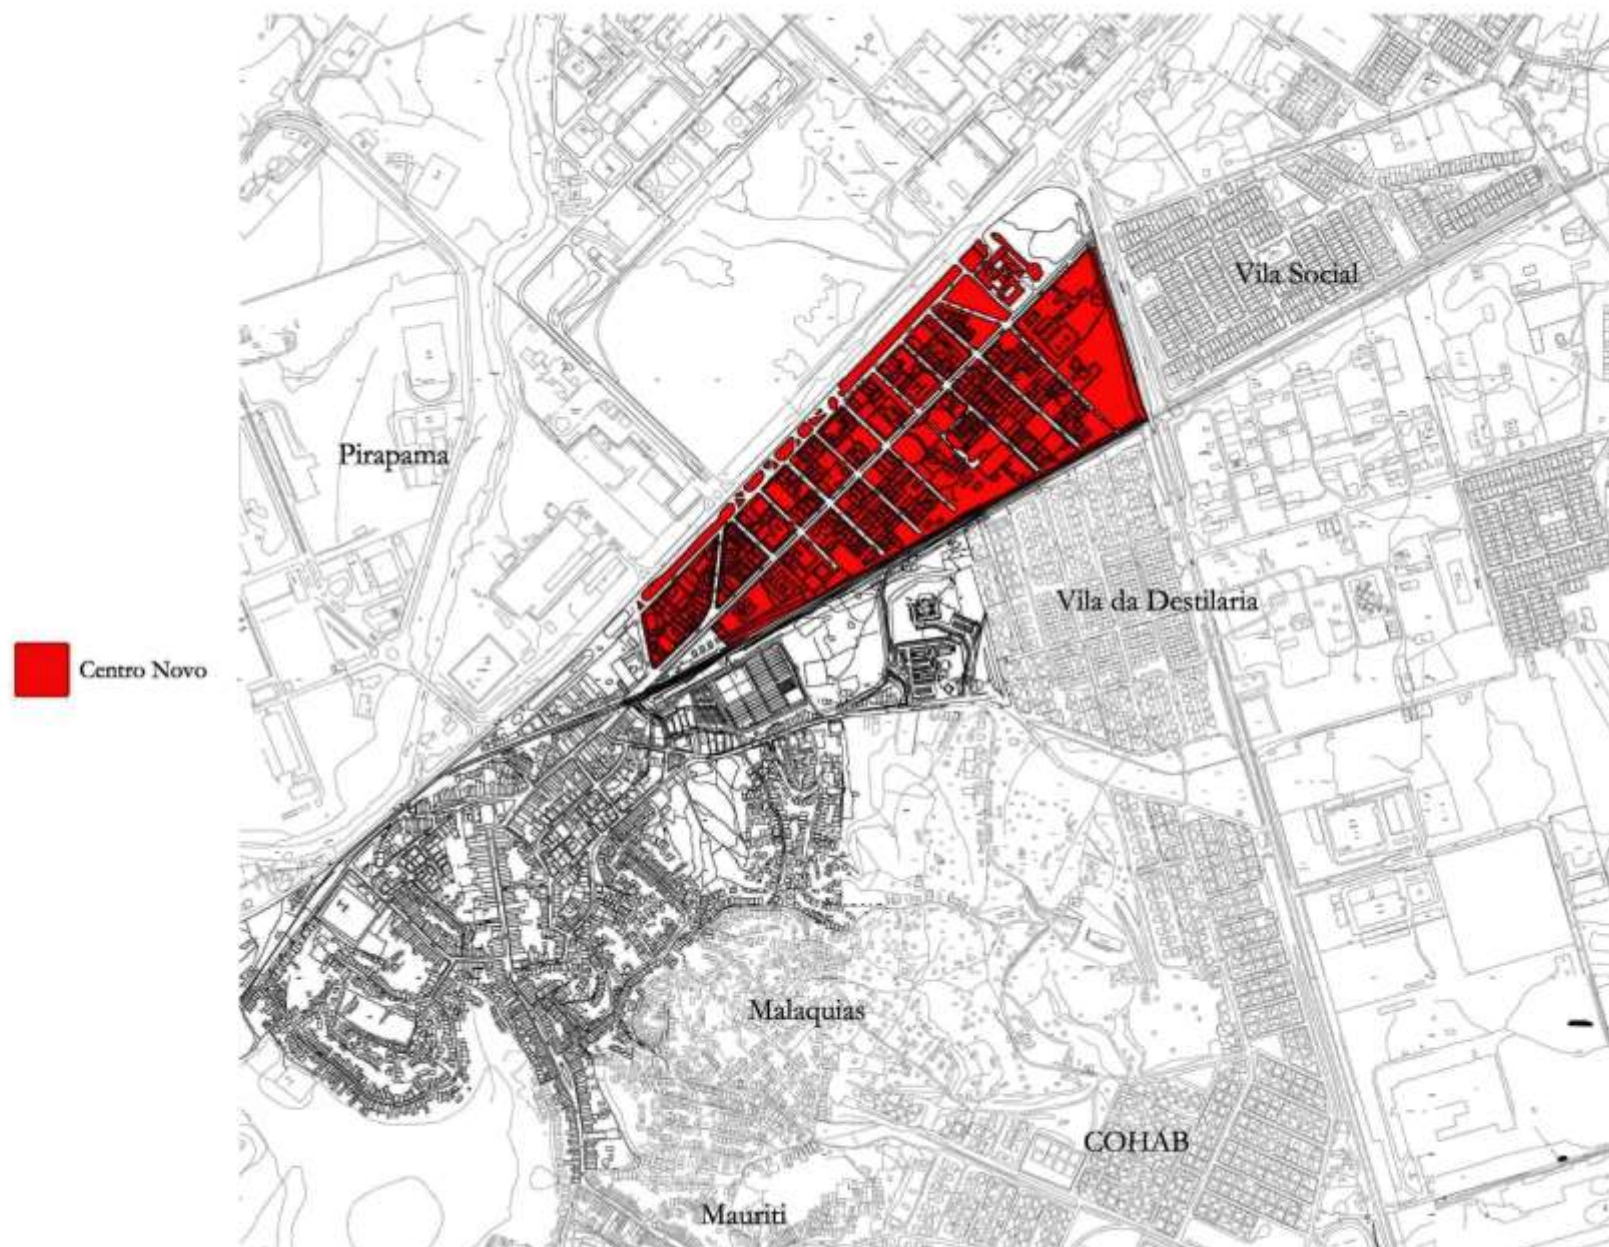 Vila Social
Pirapama
Vila da Destilaria
Centro Novo
Malaquias
COHAB
Mauriti